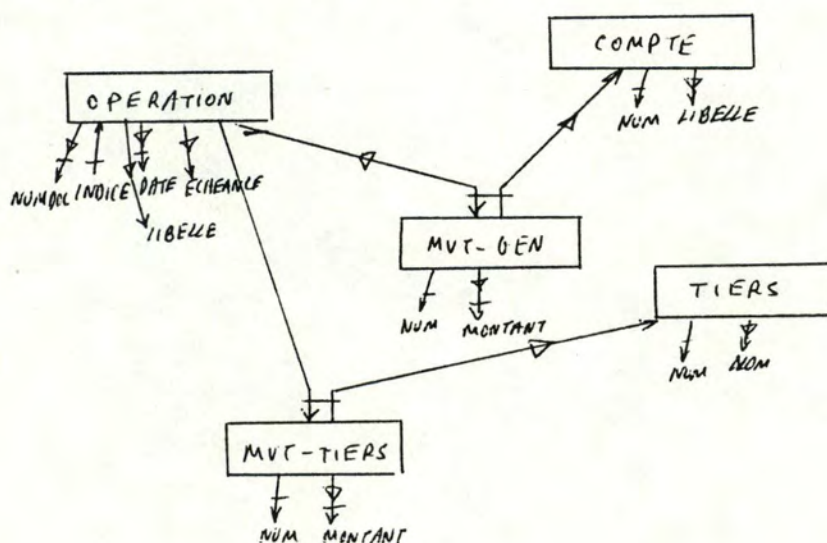 COMPTE
OPERATION
NUM LIBELLE
NUMDOC INDICE DATE ECHEANCE
LIBELLE
MVT-GEN
NUM MONTANT
TIERS
NUM NOM
MVT-TIERS
NUM MONTANT